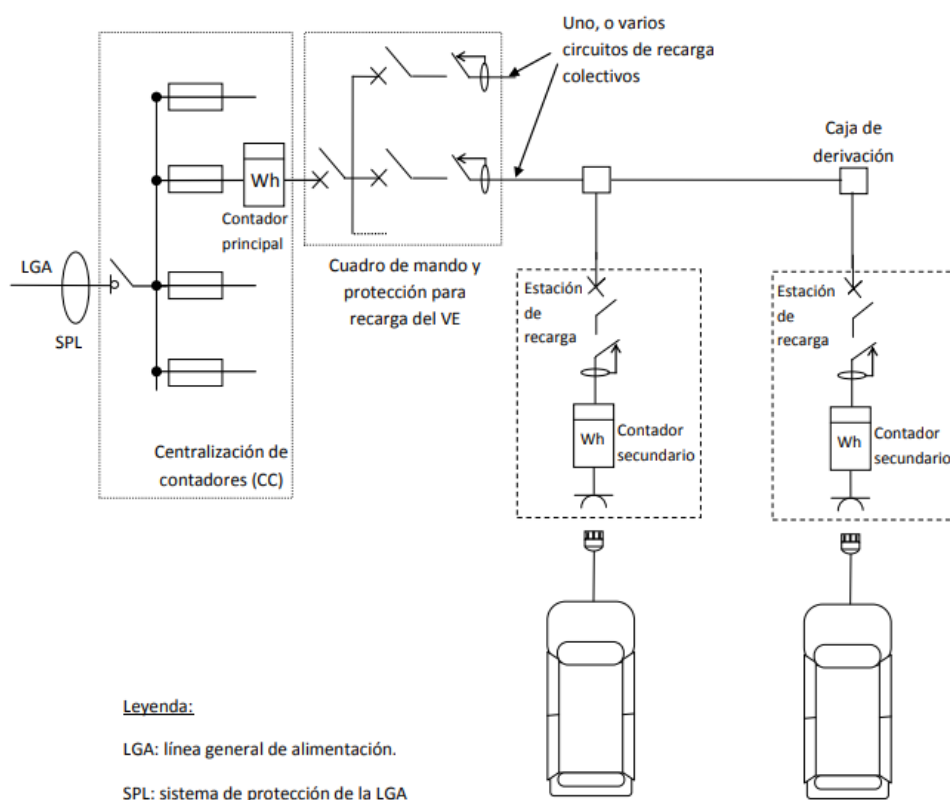 Uno, o varios
circuitos de recarga
colectivos
Caja de
derivación
Wh
Contador
principal
LGA
SPL
Cuadro de mando y
protección para
recarga del VE
Centralización de
contadores (CC)
Estación
de
recarga
Wh
Contador
secundario
Estación
de
recarga
Wh
Contador
secundario
Leyenda:
LGA: línea general de alimentación.
SPL: sistema de protección de la LGA